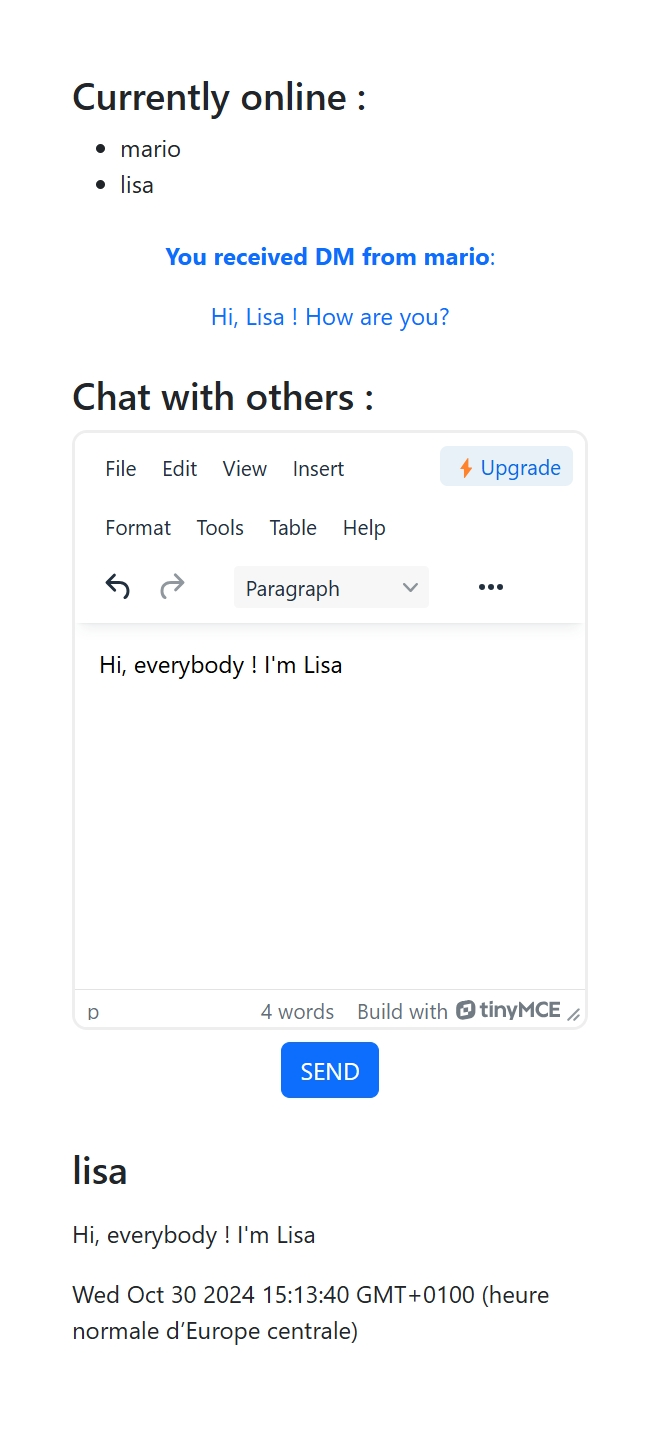 Currently online :
mario
lisa
You received DM from mario:
Hi, Lisa ! How are you?
Chat with others :
File Edit View Insert Upgrade
Format Tools Table Help
Paragraph
Hi, everybody ! I'm Lisa
p 4 words Build with tinyMCE
SEND
lisa
Hi, everybody ! I'm Lisa
Wed Oct 30 2024 15:13:40 GMT+0100 (heure
normale d’Europe centrale)